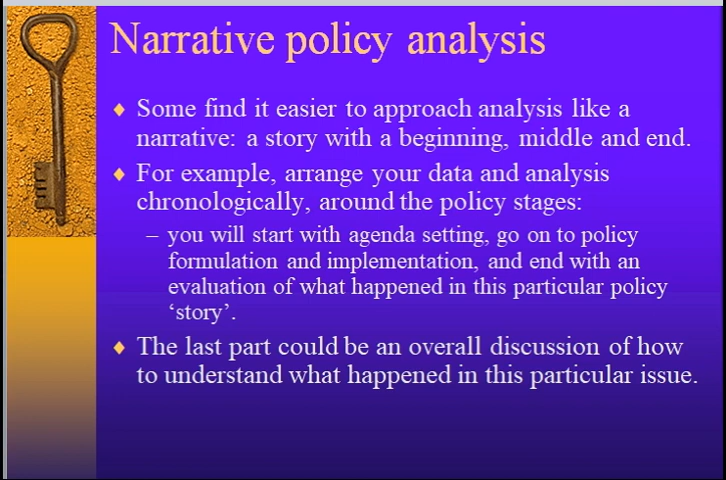 Narrative policy analysis
Some find it easier to approach analysis like a
narrative: a story with a beginning, middle and end.
For example, arrange your data and analysis
chronologically, around the policy stages:
– you will start with agenda setting, go on to policy
formulation and implementation, and end with an
evaluation of what happened in this particular policy
‘story’.
The last part could be an overall discussion of how
to understand what happened in this particular issue.